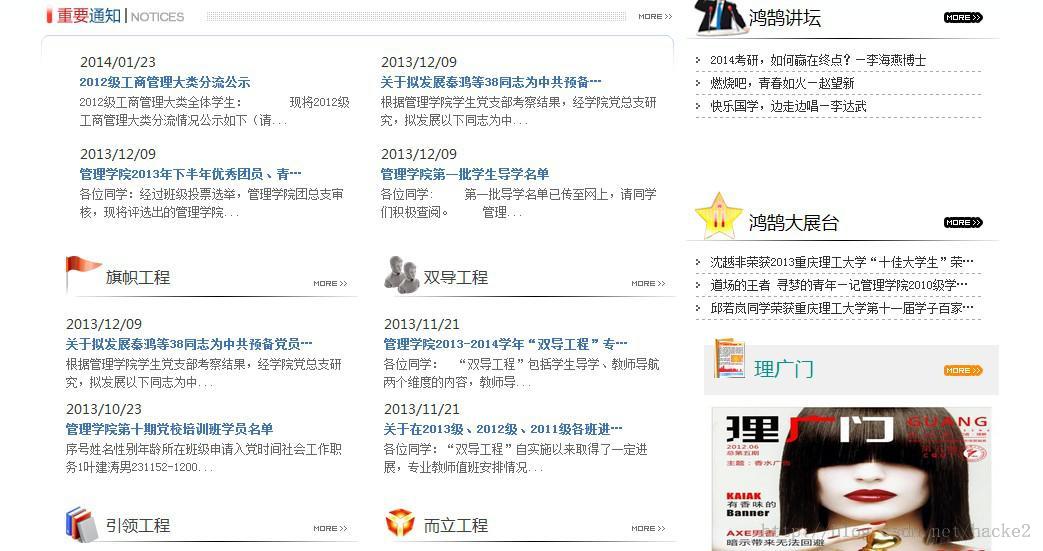 重要通知 | NOTICES
MORE >>
2014/01/23
2012级工商管理大类分流公示
2012级工商管理大类全体学生： 现将2012级
工商管理大类分流情况公示如下（请...
2013/12/09
关于拟发展秦鸿等38同志为中共预备…
根据管理学院学生党支部考察结果，经学院党总支研
究，拟发展以下同志为中...
2013/12/09
管理学院2013年下半年优秀团员、青…
各位同学：经过班级投票选举，管理学院团总支审
核，现将评选出的管理学院...
2013/12/09
管理学院第一批学生导学名单
各位同学: 第一批导学名单已传至网上，请同学
们积极查阅。 管理...
旗帜工程
MORE >>
2013/12/09
关于拟发展秦鸿等38同志为中共预备党员…
根据管理学院学生党支部考察结果，经学院党总支研
究，拟发展以下同志为中...
2013/10/23
管理学院第十期党校培训班学员名单
序号姓名性别年龄所在班级申请入党时间社会工作职
务1叶建涛男231152-1200...
双导工程
MORE >>
2013/11/21
管理学院2013-2014学年“双导工程”专…
各位同学: “双导工程”包括学生导学、教师导航
两个维度的内容，教师导...
2013/11/21
关于在2013级、2012级、2011级各班进…
各位同学:“双导工程”自实施以来取得了一定进
展，专业教师值班安排情况...
引领工程
MORE >>
而立工程
MORE >>
鸿鹄讲坛
MORE >>
2014考研，如何赢在终点？—李海燕博士
燃烧吧，青春如火—赵望新
快乐国学，边走边唱—李达武
鸿鹄大展台
MORE >>
沈越非荣获2013重庆理工大学“十佳大学生”荣…
道场的王者 寻梦的青年—记管理学院2010级学…
邱若岚同学荣获重庆理工大学第十一届学子百家…
理广门
MORE >>
理广门
GUANG
2012.06
总第五期
主题：香水广告
KAIAK
有香味的
Banner
AXE男香
暗示带来无法回避
http://blog.csdn.net/hacke2